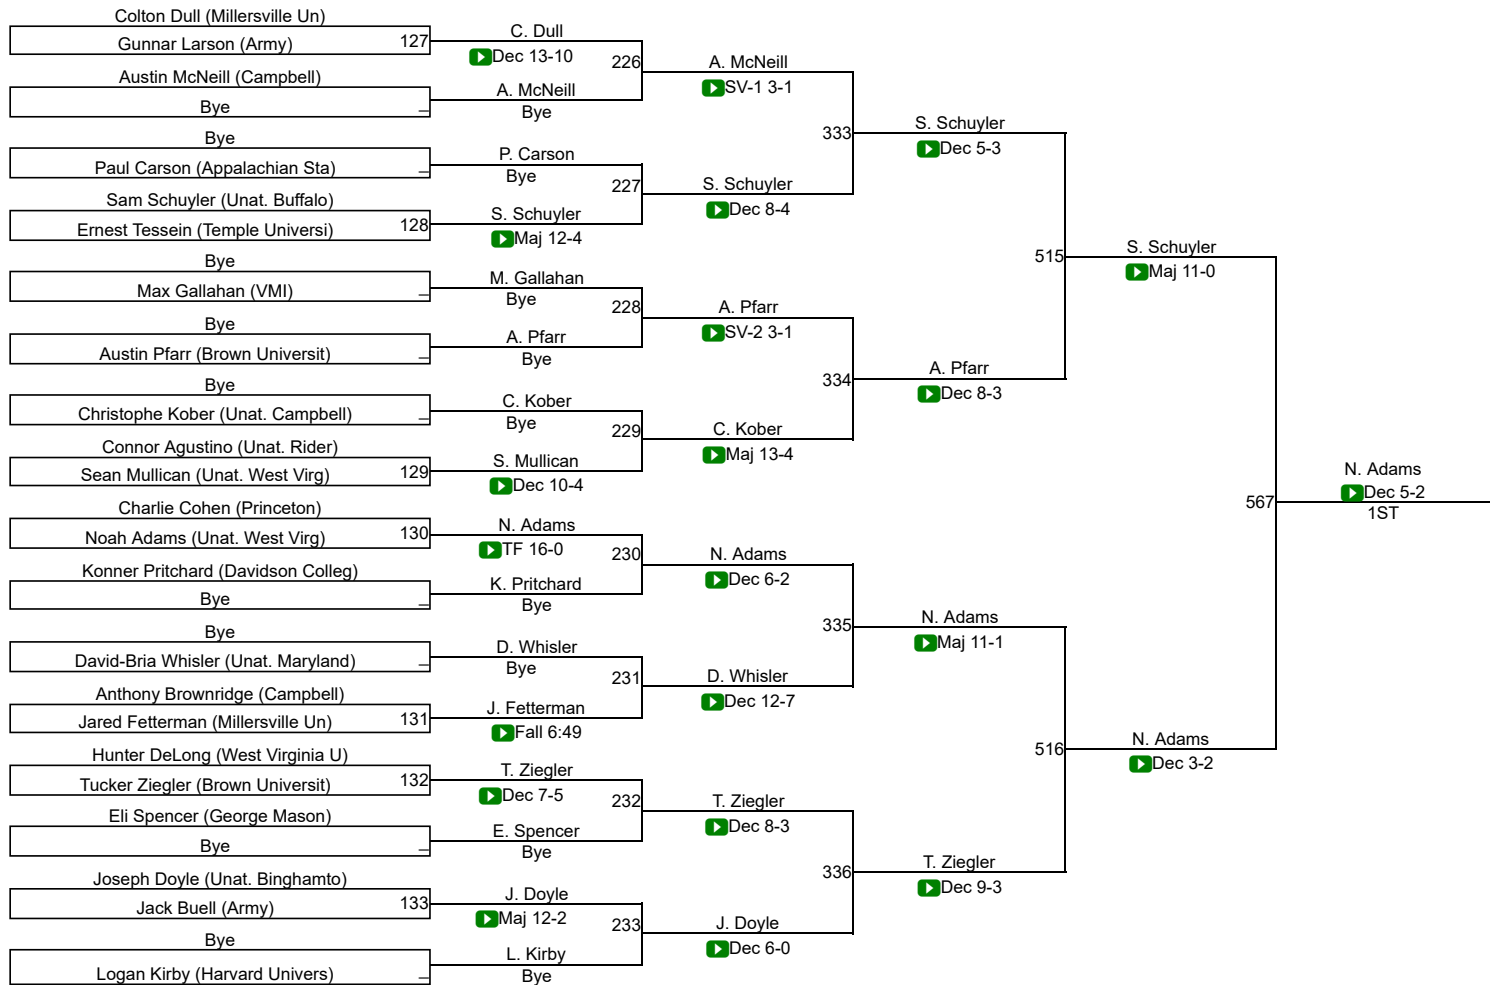 Colton Dull (Millersville Un)
Gunnar Larson (Army) 127
Austin McNeill (Campbell)
Bye _
Bye
Paul Carson (Appalachian Sta) _
Sam Schuyler (Unat. Buffalo)
Ernest Tessein (Temple Universi) 128
Bye
Max Gallahan (VMI) _
Bye
Austin Pfarr (Brown Universit) _
Bye
Christophe Kober (Unat. Campbell) _
Connor Agustino (Unat. Rider)
Sean Mullican (Unat. West Virg) 129
Charlie Cohen (Princeton)
Noah Adams (Unat. West Virg) 130
Konner Pritchard (Davidson Colleg)
Bye _
Bye
David-Bria Whisler (Unat. Maryland) _
Anthony Brownridge (Campbell)
Jared Fetterman (Millersville Un) 131
Hunter DeLong (West Virginia U)
Tucker Ziegler (Brown Universit) 132
Eli Spencer (George Mason)
Bye _
Joseph Doyle (Unat. Binghamto)
Jack Buell (Army) 133
Bye
Logan Kirby (Harvard Univers) _
C. Dull
Dec 13-10
226
A. McNeill
Bye
P. Carson
Bye
227
S. Schuyler
Maj 12-4
M. Gallahan
Bye
228
A. Pfarr
Bye
C. Kober
Bye
229
S. Mullican
Dec 10-4
N. Adams
TF 16-0
230
K. Pritchard
Bye
D. Whisler
Bye
231
J. Fetterman
Fall 6:49
T. Ziegler
Dec 7-5
232
E. Spencer
Bye
J. Doyle
Maj 12-2
233
L. Kirby
Bye
A. McNeill
SV-1 3-1
333
S. Schuyler
Dec 8-4
A. Pfarr
SV-2 3-1
334
C. Kober
Maj 13-4
N. Adams
Dec 6-2
335
D. Whisler
Dec 12-7
T. Ziegler
Dec 8-3
336
J. Doyle
Dec 6-0
S. Schuyler
Dec 5-3
515
A. Pfarr
Dec 8-3
N. Adams
Maj 11-1
516
T. Ziegler
Dec 9-3
S. Schuyler
Maj 11-0
567
N. Adams
Dec 3-2
N. Adams
Dec 5-2
1ST